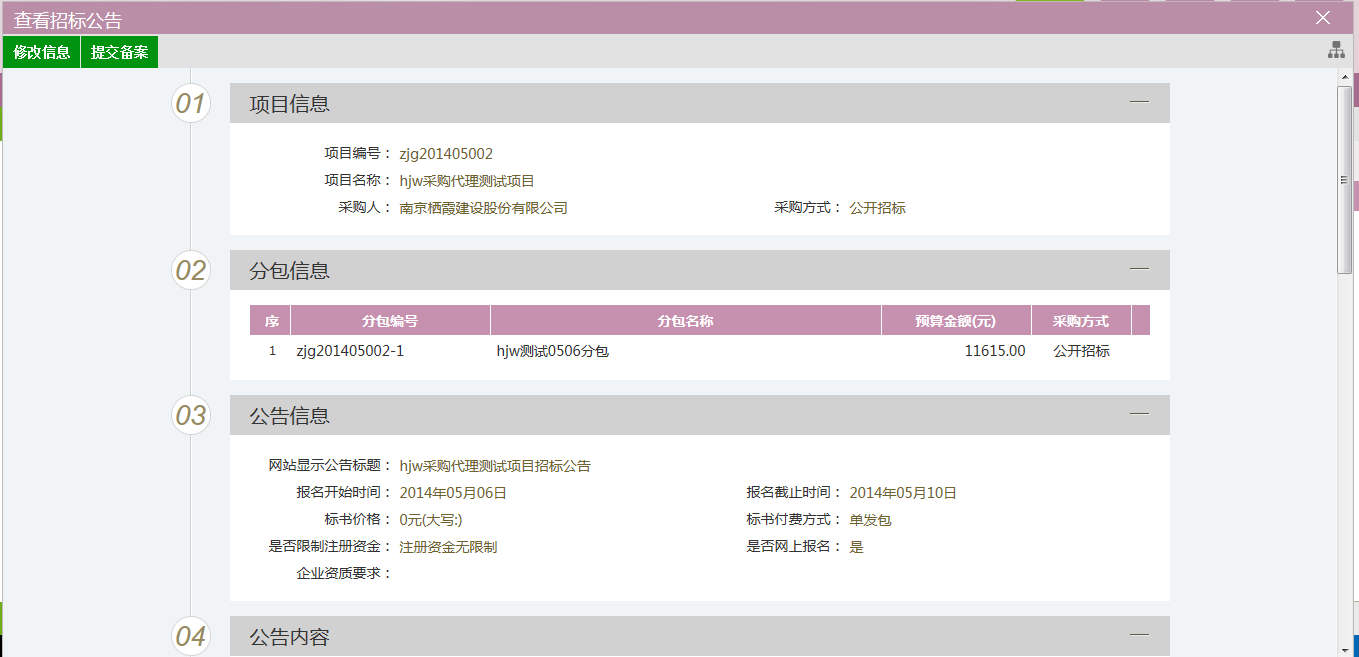 查看招标公告
修改信息 提交备案
01 项目信息
项目编号： zjg201405002
项目名称： hjw采购代理测试项目
采购人： 南京栖霞建设股份有限公司 采购方式： 公开招标
02 分包信息
序 分包编号 分包名称 预算金额(元) 采购方式
1 zjg201405002-1 hjw测试0506分包 11615.00 公开招标
03 公告信息
网站显示公告标题： hjw采购代理测试项目招标公告
报名开始时间： 2014年05月06日 报名截止时间： 2014年05月10日
标书价格： 0元(大写:) 标书付费方式： 单发包
是否限制注册资金： 注册资金无限制 是否网上报名： 是
企业资质要求：
04 公告内容